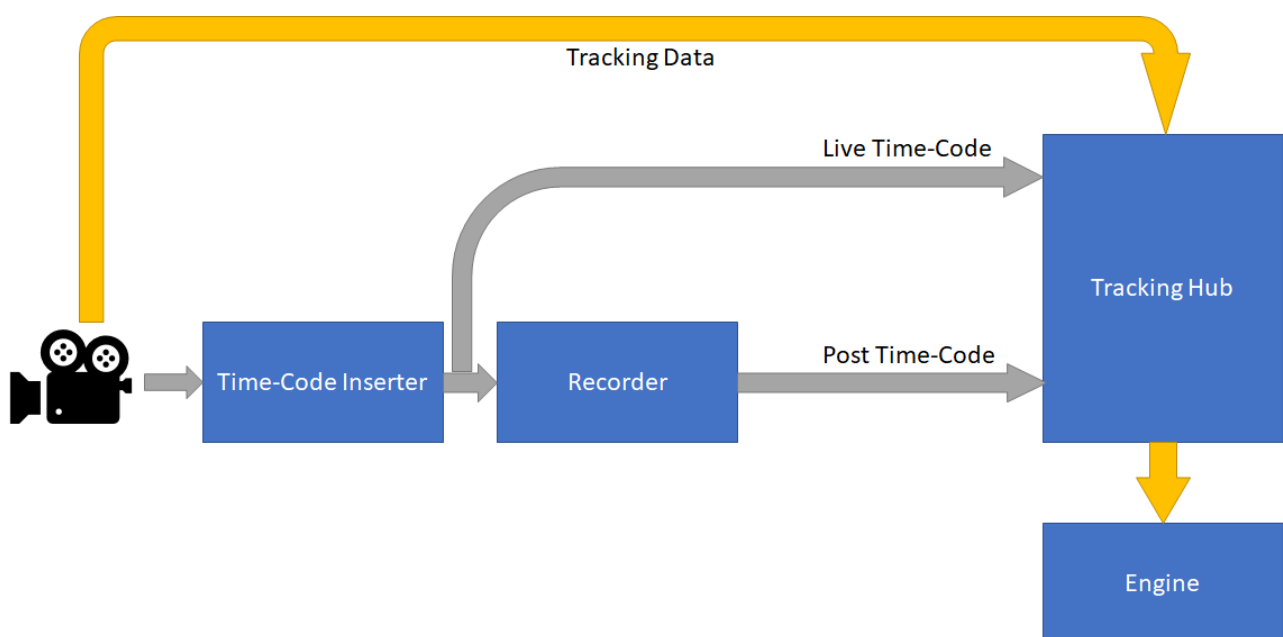 Tracking Data
Live Time-Code
Tracking Hub
Time-Code Inserter
Recorder
Post Time-Code
Engine